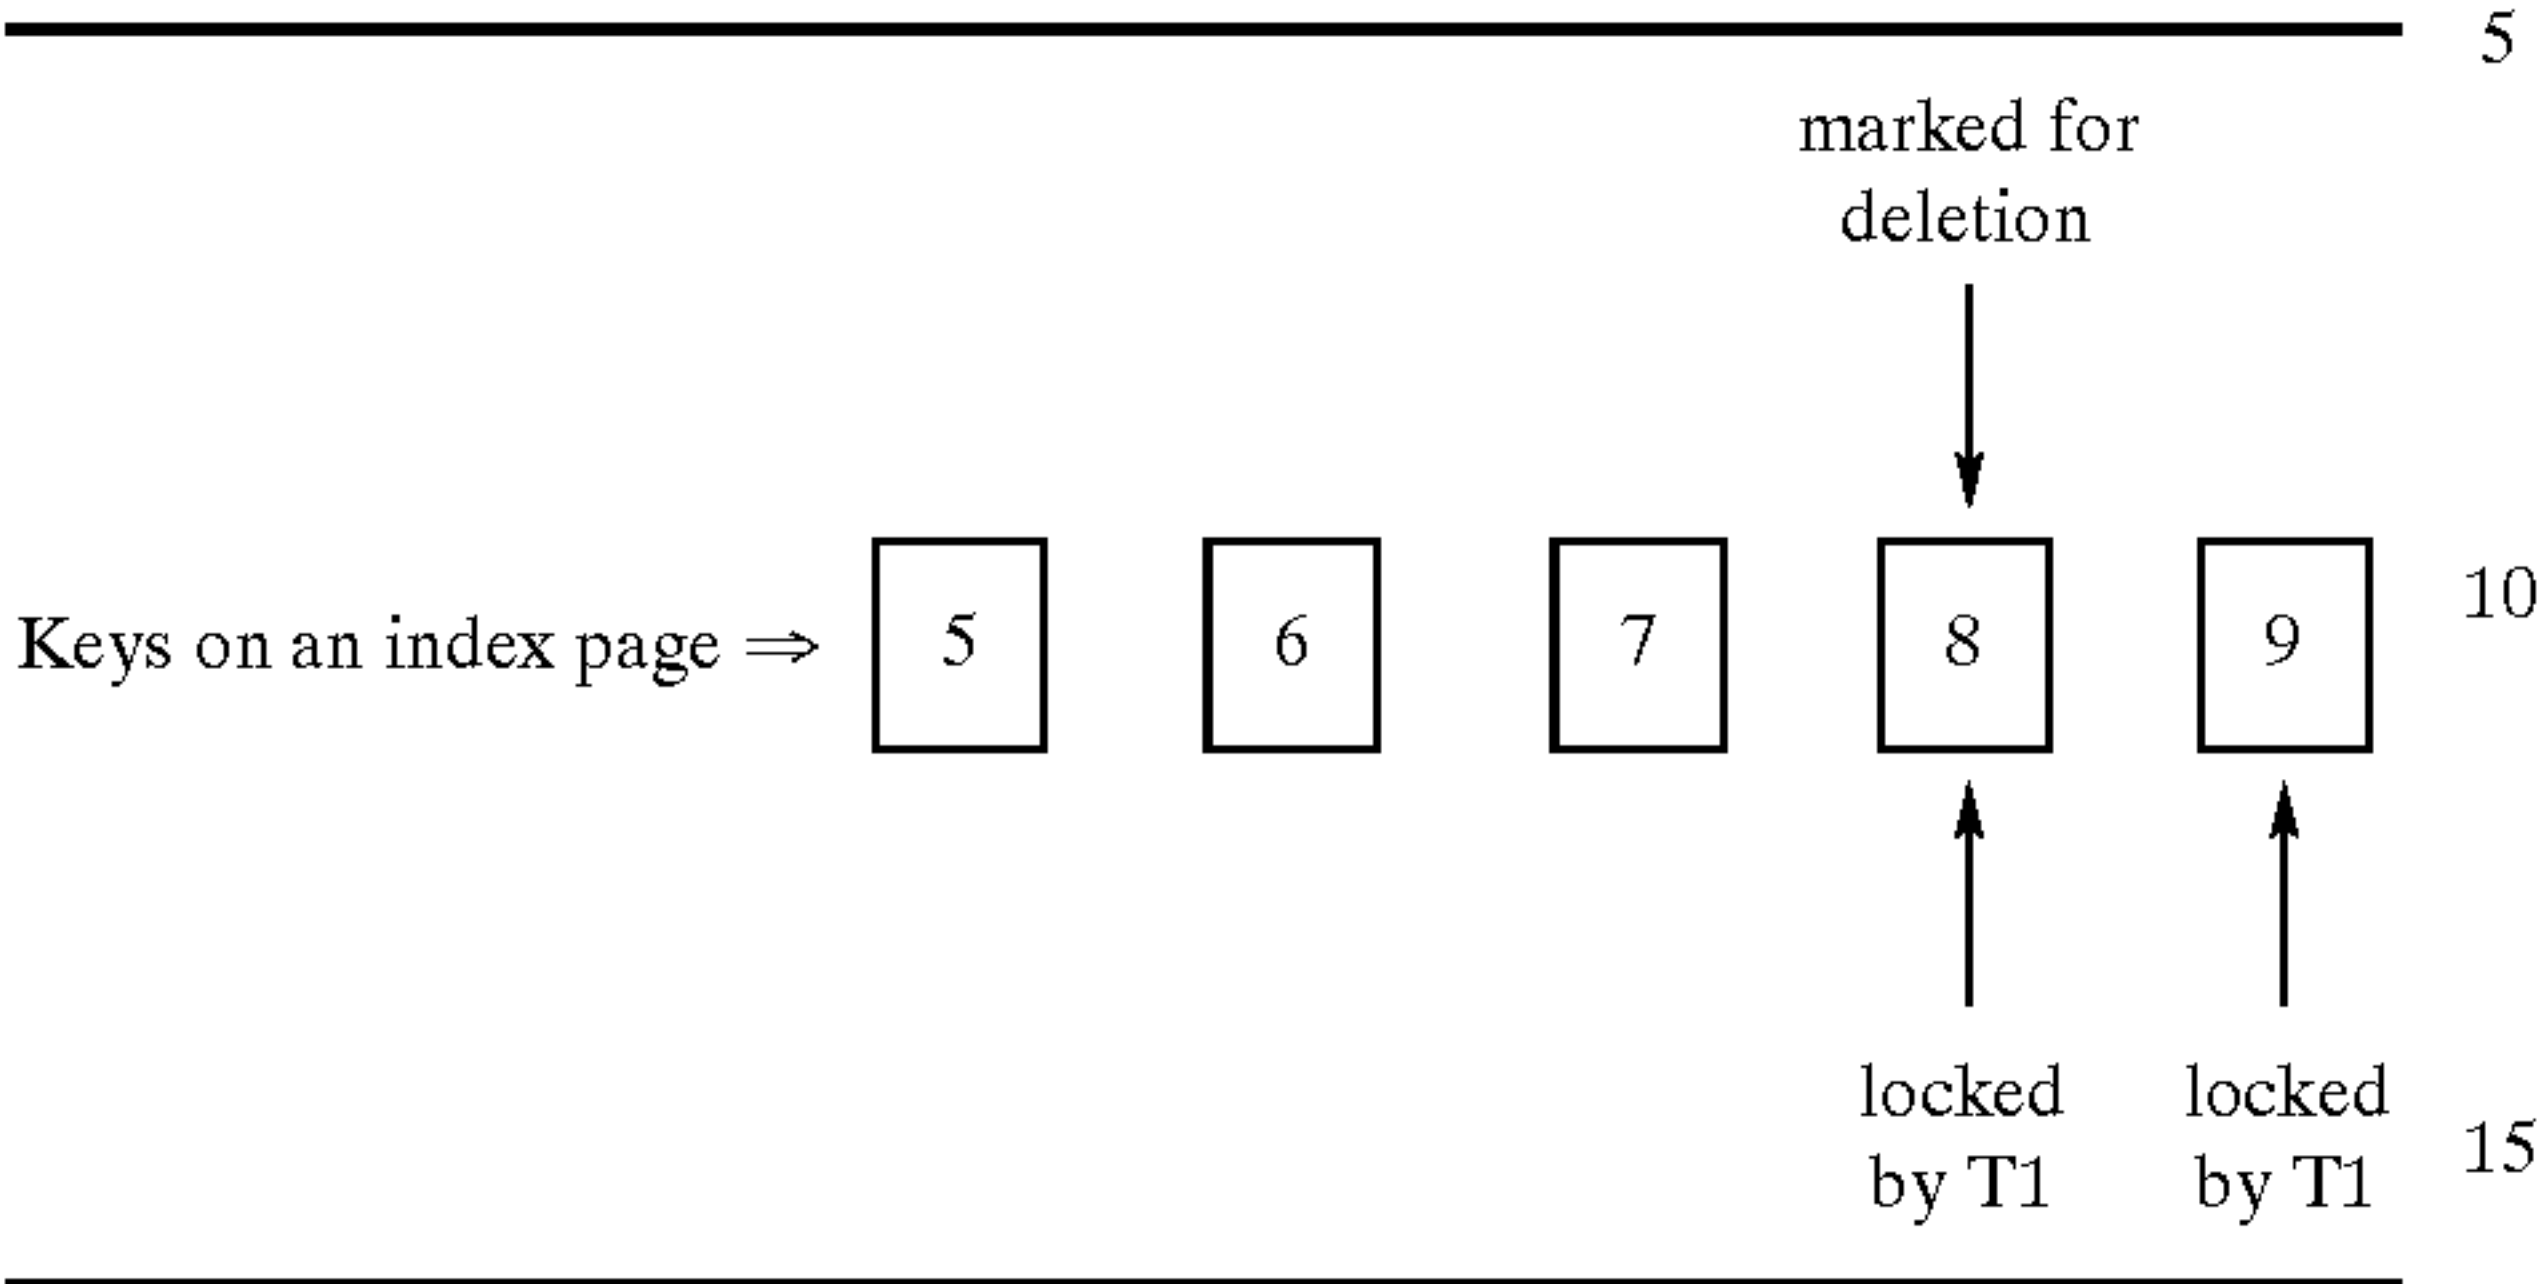 5
marked for
deletion
Keys on an index page ⇒ 5 6 7 8 9
10
locked locked
by T1 by T1
15